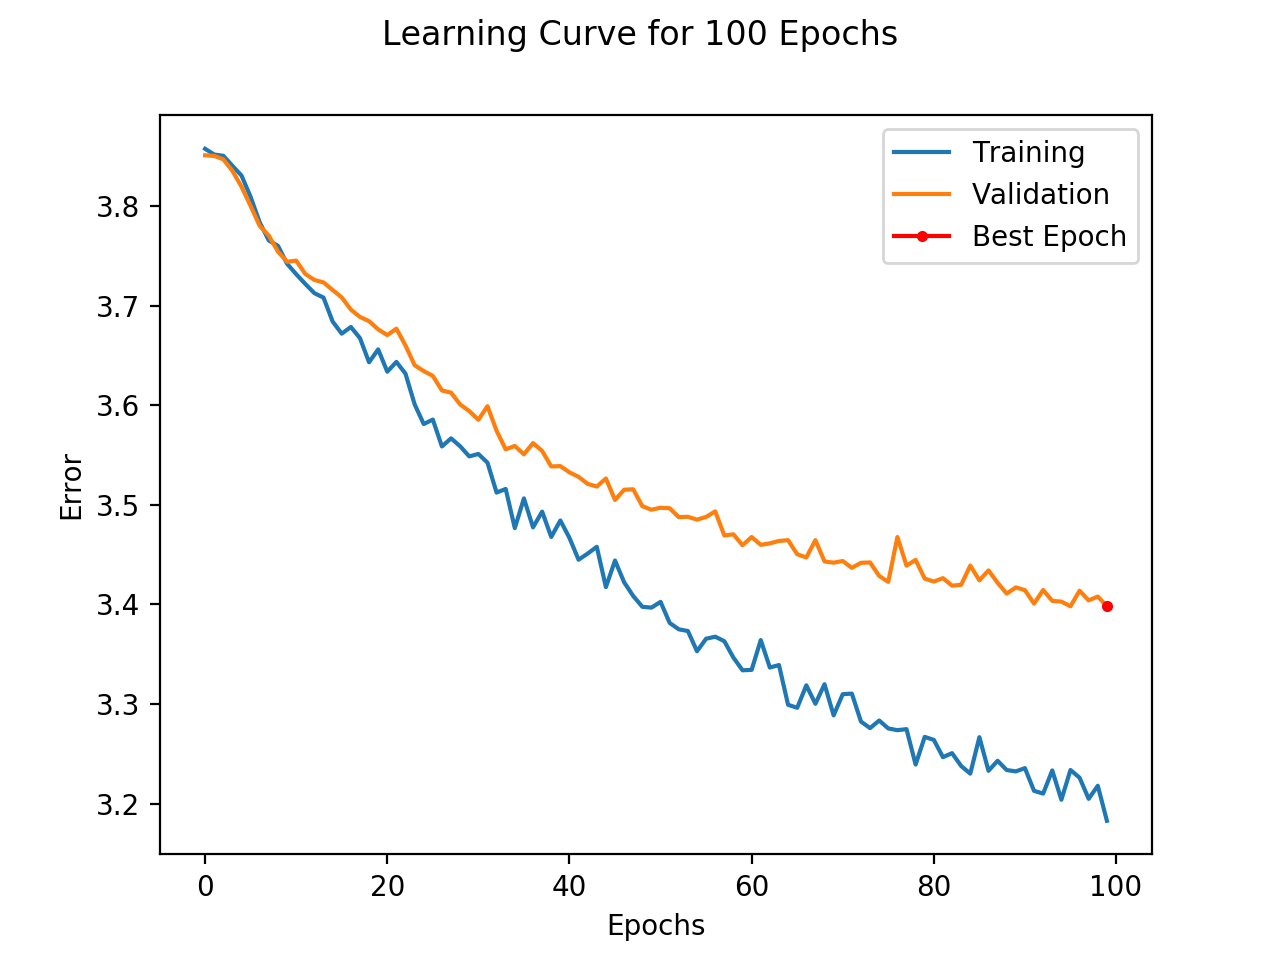 Learning Curve for 100 Epochs
Training
Validation
Best Epoch
3.8
3.7
3.6
3.5
3.4
3.3
3.2
Error
0 20 40 60 80 100
Epochs